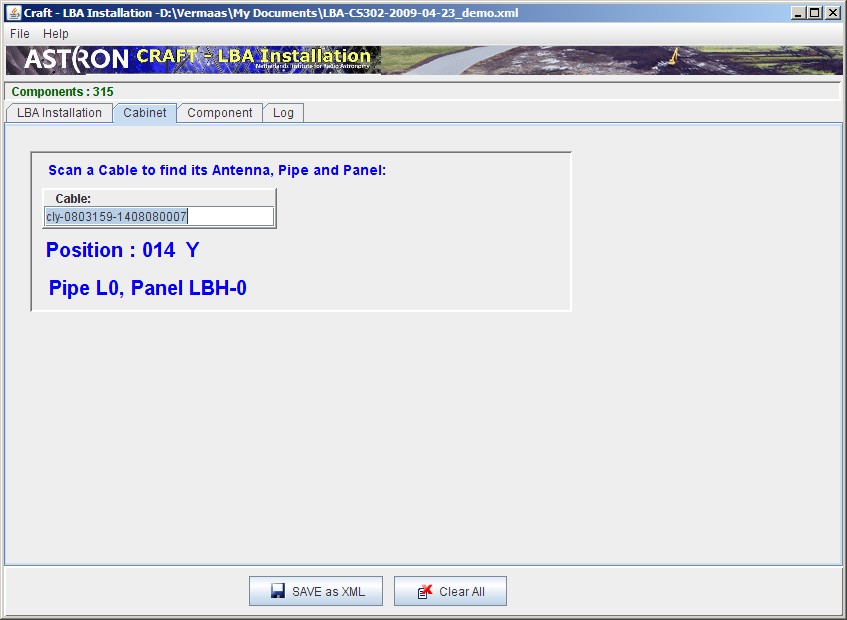 Craft - LBA Installation -D:\Vermaas\My Documents\LBA-CS302-2009-04-23_demo.xml
File Help
ASTRON CRAFT - LBA Installation
Netherlands Institute for Radio Astronomy
Components : 315
LBA Installation Cabinet Component Log
Scan a Cable to find its Antenna, Pipe and Panel:
Cable:
cly-0803159-1408080007
Position : 014 Y
Pipe L0, Panel LBH-0
SAVE as XML Clear All